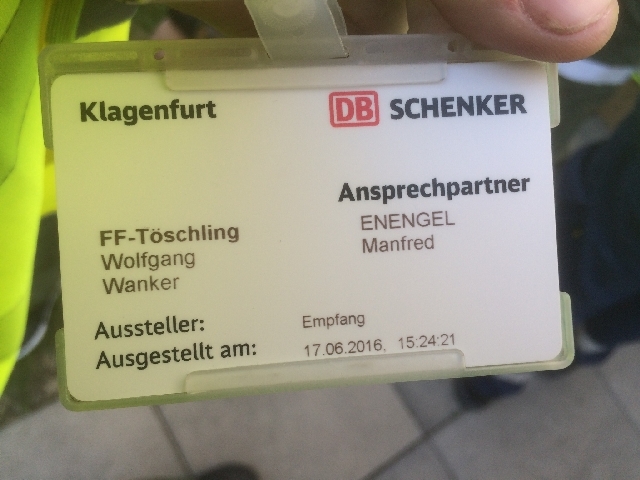 Klagenfurt
DB SCHENKER
Ansprechpartner
ENENGEL
Manfred
FF-Töschling
Wolfgang
Wanker
Aussteller: Empfang
Ausgestellt am: 17.06.2016, 15:24:21